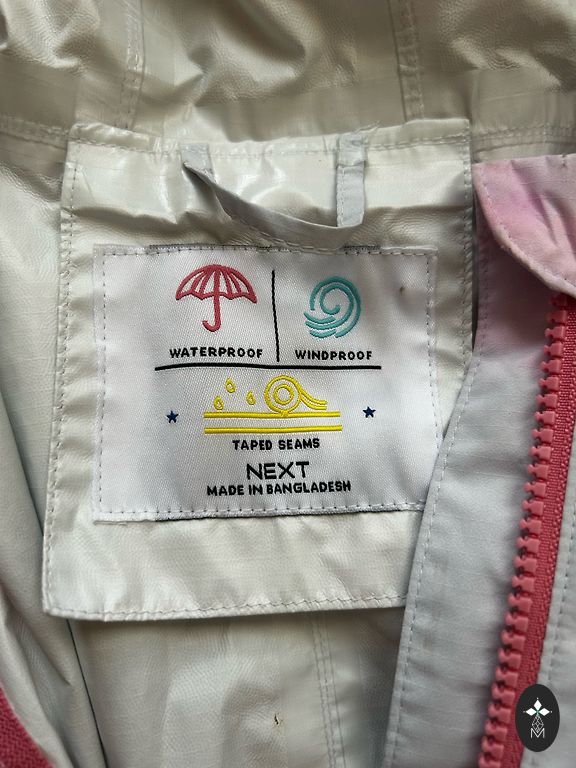 WATERPROOF WINDPROOF
TAPED SEAMS
NEXT
MADE IN BANGLADESH